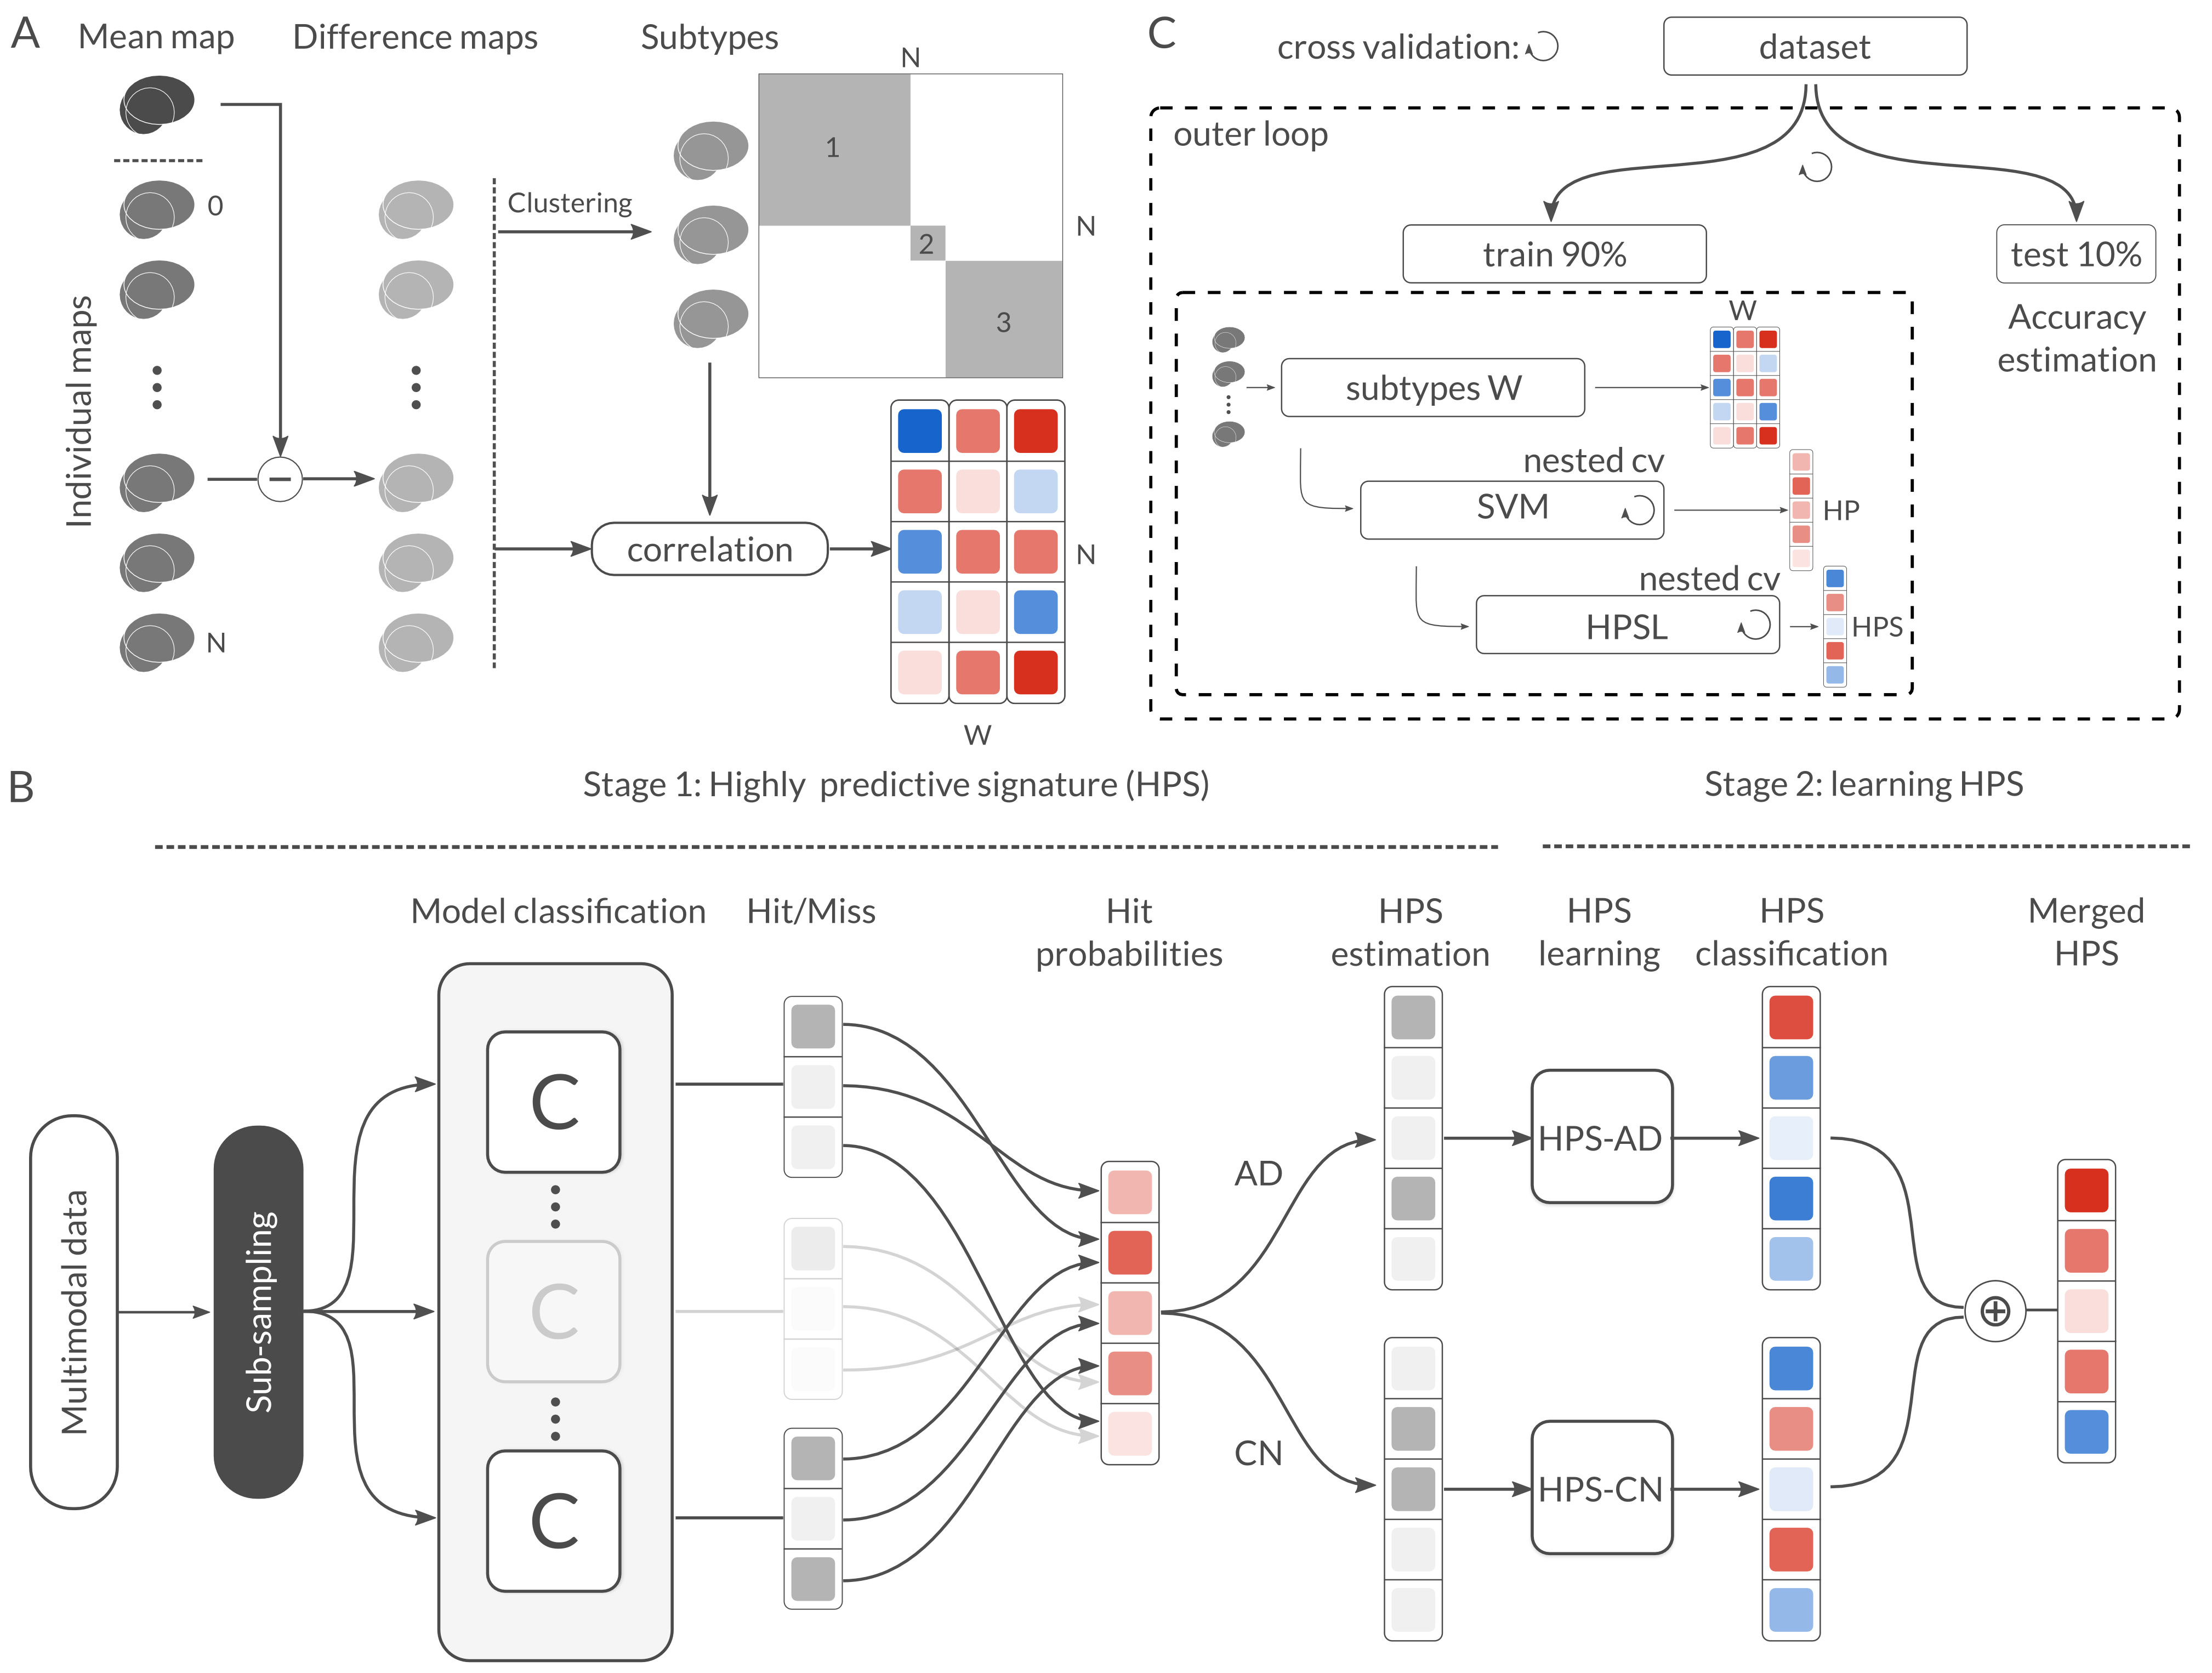 A
Mean map
Difference maps
Subtypes
N
1
2
3
N
0
Clustering
Individual maps
N
correlation
N
W
C
cross validation:
dataset
outer loop
train 90%
test 10%
Accuracy
estimation
W
subtypes W
nested cv
SVM
HP
nested cv
HPSL
HPS
B
Stage 1: Highly predictive signature (HPS)
Stage 2: learning HPS
Model classification
Hit/Miss
Hit
probabilities
HPS
estimation
HPS
learning
HPS
classification
Merged
HPS
Multimodal data
Sub-sampling
C
C
C
AD
CN
HPS-AD
HPS-CN